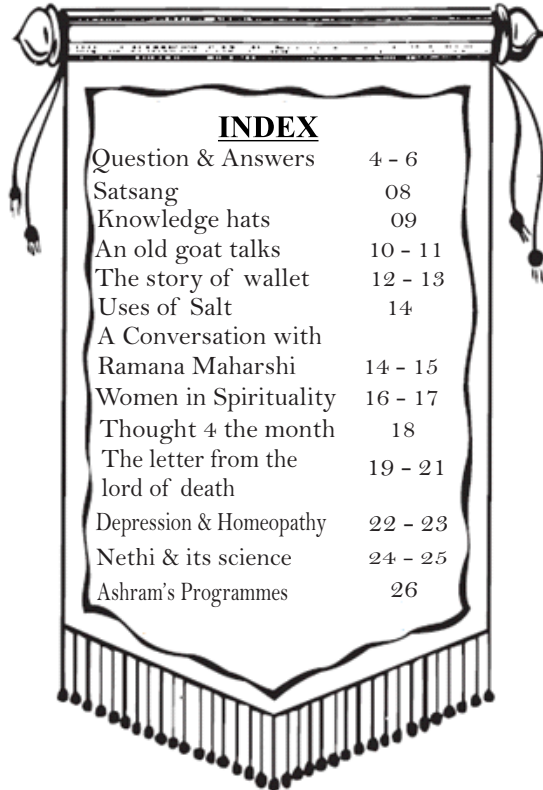 INDEX
Question & Answers 4 - 6
Satsang 08
Knowledge hats 09
An old goat talks 10 - 11
The story of wallet 12 - 13
Uses of Salt 14
A Conversation with
Ramana Maharshi 14 - 15
Women in Spirituality 16 - 17
Thought 4 the month 18
The letter from the
lord of death 19 - 21
Depression & Homeopathy 22 - 23
Nethi & its science 24 - 25
Ashram's Programmes 26